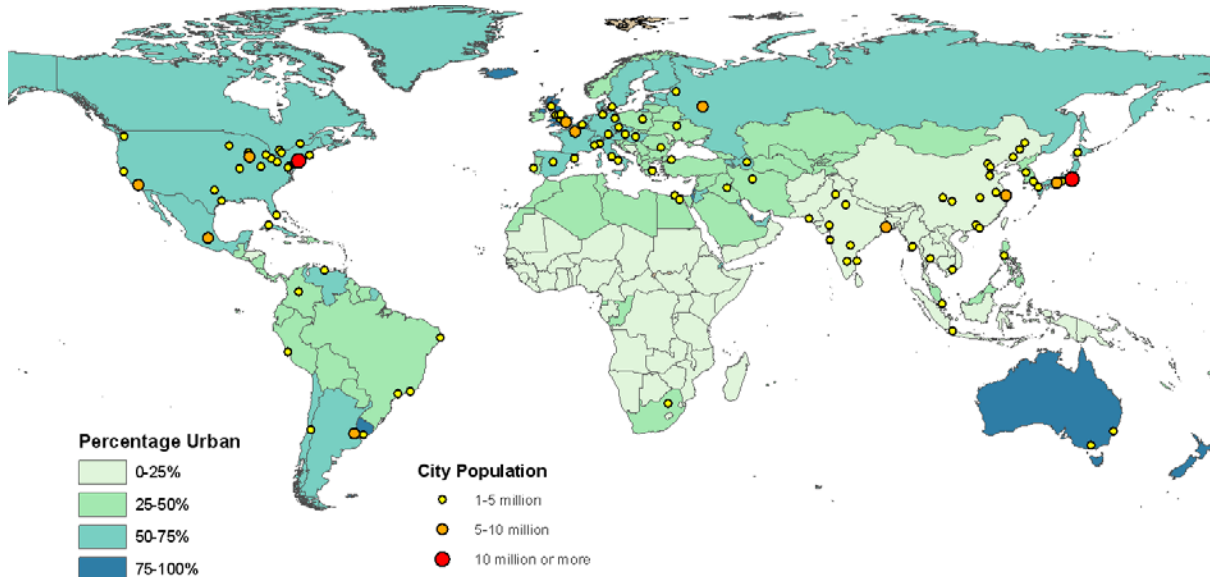 Percentage Urban
0-25%
25-50%
50-75%
75-100%
City Population
1-5 million
5-10 million
10 million or more